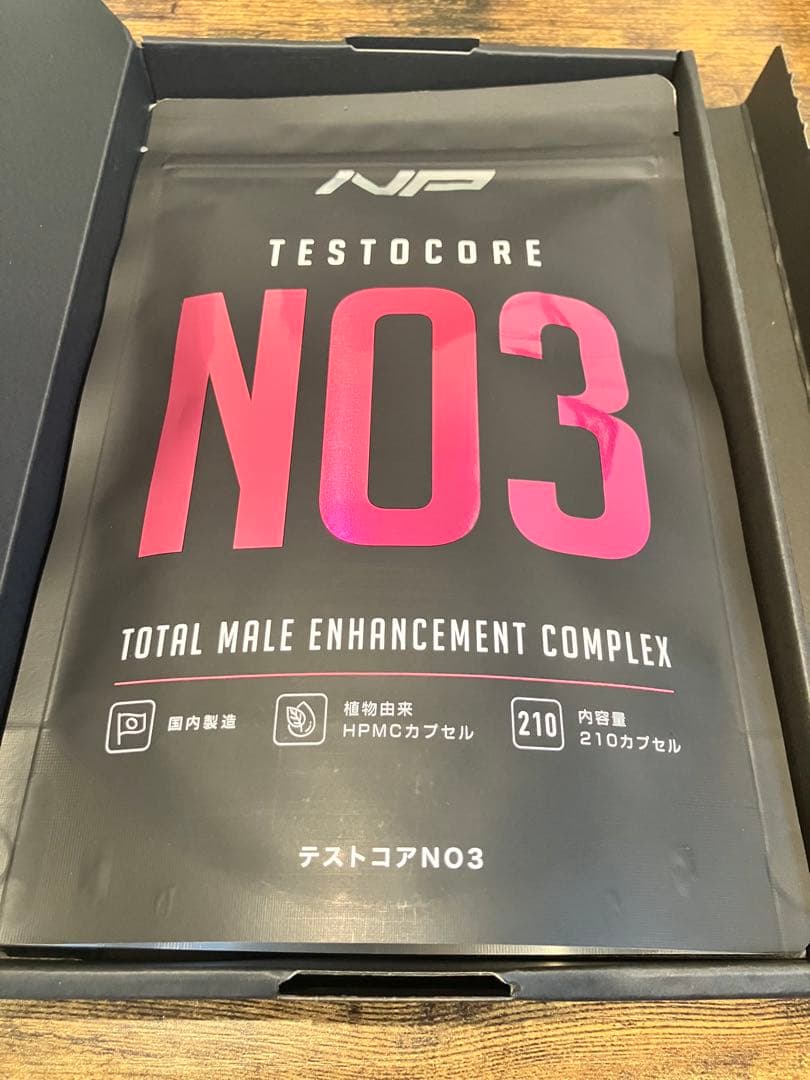 NP
TESTOCORE
NO3
TOTAL MALE ENHANCEMENT COMPLEX
国内製造
植物由来
HPMCカプセル
210
内容量
210カプセル
テストコアNO3